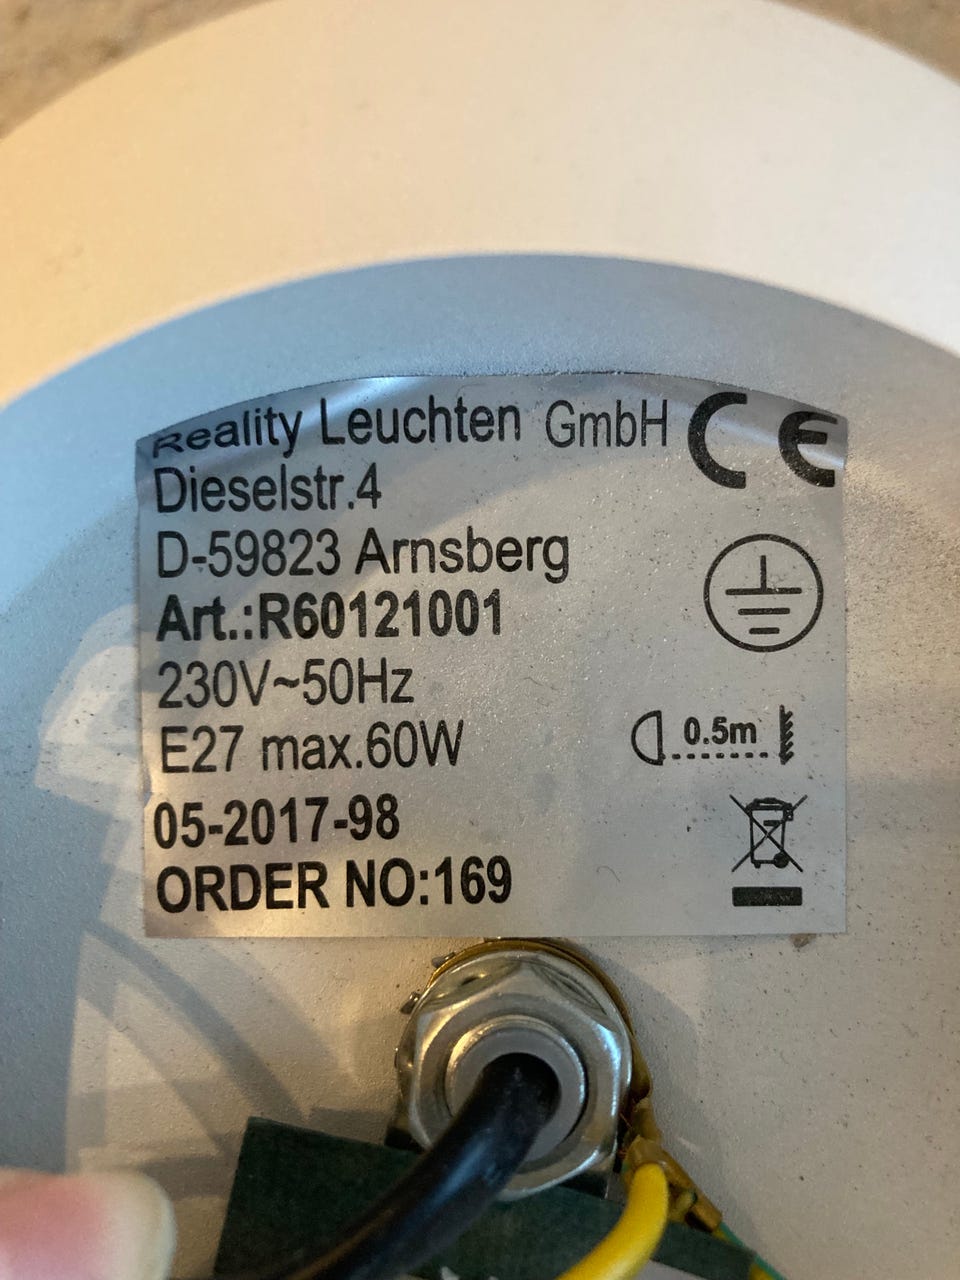 Reality Leuchten GmbH CE
Dieselstr.4
D-59823 Arnsberg
Art.:R60121001
230V~50Hz
E27 max.60W
0.5m
05-2017-98
ORDER NO:169